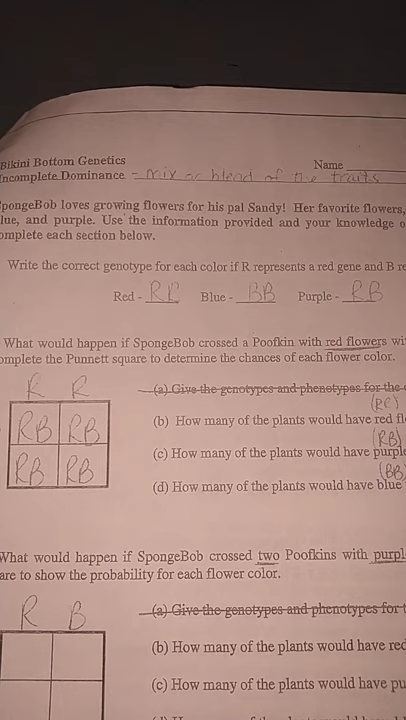 Bikini Bottom Genetics Name
Incomplete Dominance - mix or blend of the traits
SpongeBob loves growing flowers for his pal Sandy! Her favorite flowers,
blue, and purple. Use the information provided and your knowledge o
omplete each section below.
Write the correct genotype for each color if R represents a red gene and B re
Red - RR Blue - BB Purple - RB
What would happen if SpongeBob crossed a Poofkin with red flowers wi
omplete the Punnett square to determine the chances of each flower color.
R R
(a) Give the genotypes and phenotypes for the
RB RB
(b) How many of the plants would have red fl
(RB)
(c) How many of the plants would have purple
RB RB
(BB)
(d) How many of the plants would have blue
What would happen if SpongeBob crossed two Poofkins with purpl
are to show the probability for each flower color.
R B
(a) Give the genotypes and phenotypes for t
(b) How many of the plants would have red
(c) How many of the plants would have pu